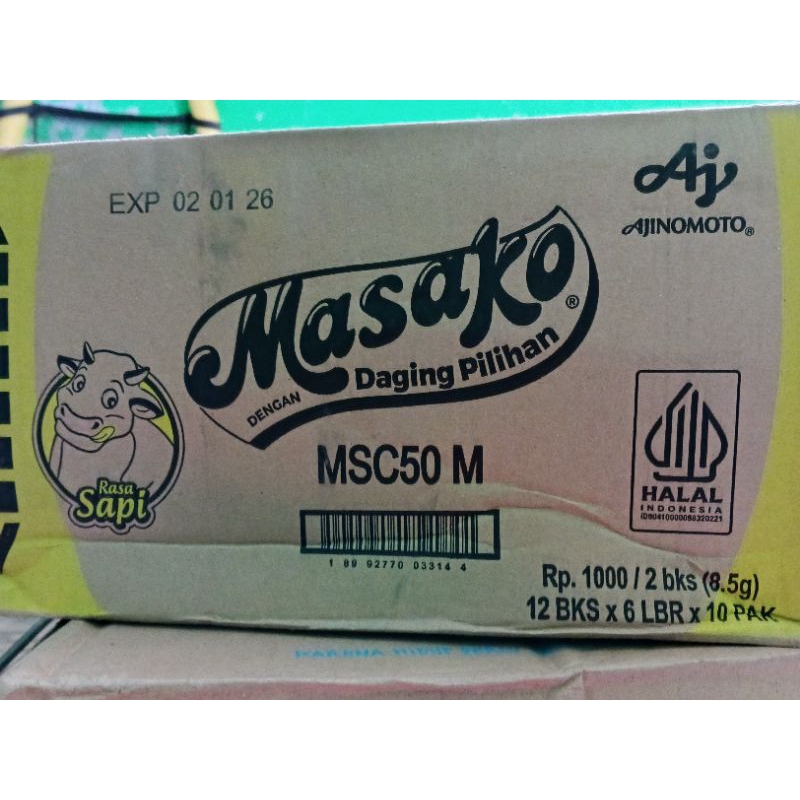 EXP 02 01 26
Aj
AJINOMOTO®
Masako®
DENGAN Daging Pilihan
MSC50 M
Rasa
Sapi
HALAL
INDONESIA
1 89 92770 03314 4
Rp. 1000 / 2 bks (8.5g)
12 BKS x 6 LBR x 10 PAK